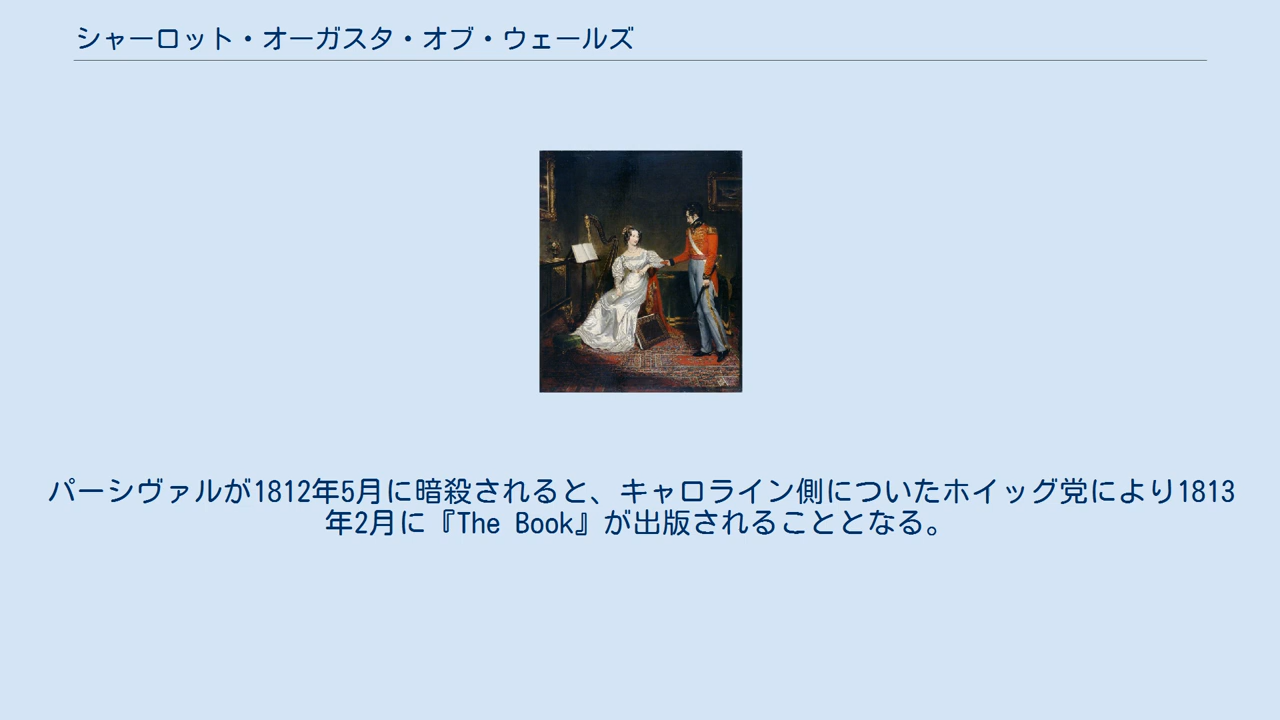 シャーロット・オーガスタ・オブ・ウェールズ
パーシヴァルが1812年5月に暗殺されると、キャロライン側についたホイッグ党により1813
年2月に『The Book』が出版されることとなる。